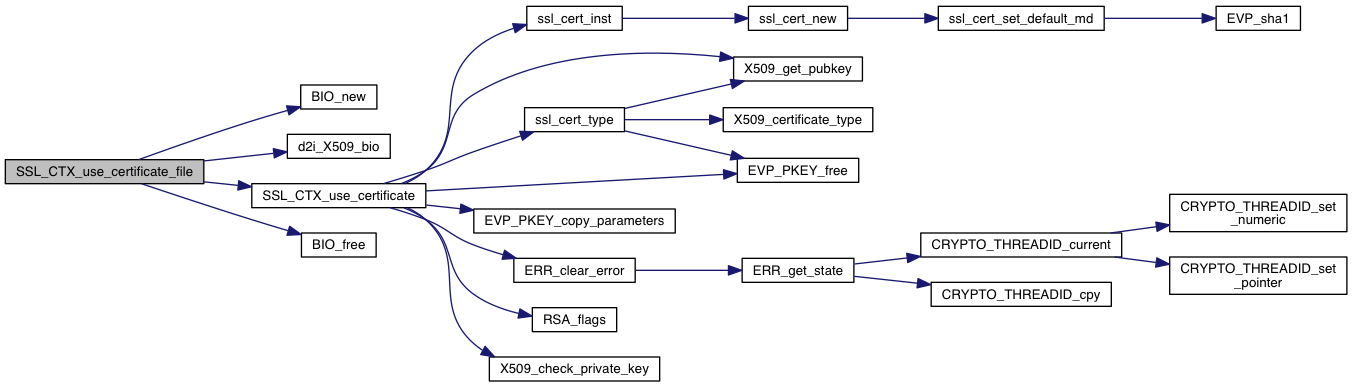 ssl_cert_inst
ssl_cert_new
ssl_cert_set_default_md
EVP_sha1
X509_get_pubkey
BIO_new
ssl_cert_type
X509_certificate_type
d2i_X509_bio
SSL_CTX_use_certificate_file
EVP_PKEY_free
SSL_CTX_use_certificate
EVP_PKEY_copy_parameters
CRYPTO_THREADID_set
_numeric
BIO_free
CRYPTO_THREADID_current
ERR_clear_error
ERR_get_state
CRYPTO_THREADID_set
_pointer
CRYPTO_THREADID_cpy
RSA_flags
X509_check_private_key